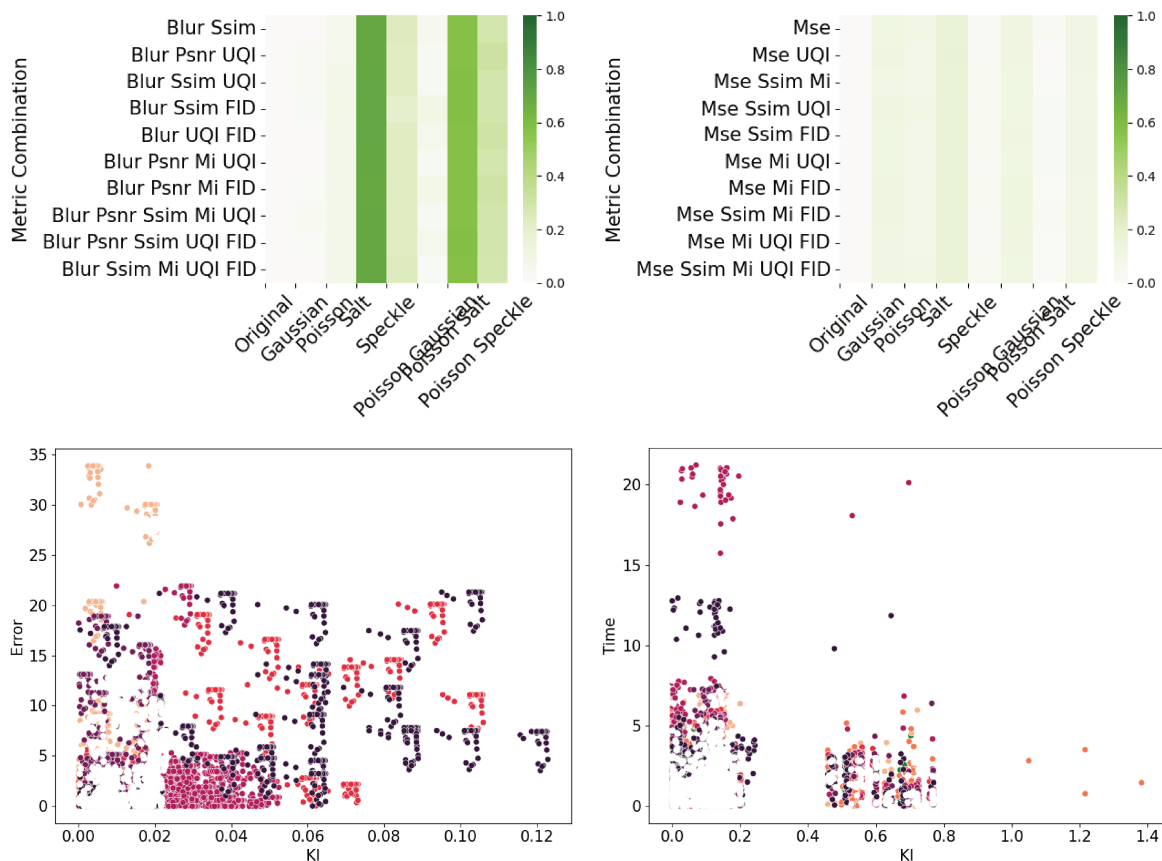 Metric Combination
Blur Ssim
Blur Psnr UQI
Blur Ssim UQI
Blur Ssim FID
Blur UQI FID
Blur Psnr Mi UQI
Blur Psnr Mi FID
Blur Psnr Ssim Mi UQI
Blur Psnr Ssim UQI FID
Blur Ssim Mi UQI FID
Original
Gaussian
Poisson
Salt
Speckle
Poisson Gaussian
Poisson Salt
Poisson Speckle
1.0
0.8
0.6
0.4
0.2
0.0
Metric Combination
Mse
Mse UQI
Mse Ssim Mi
Mse Ssim UQI
Mse Ssim FID
Mse Mi UQI
Mse Mi FID
Mse Ssim Mi FID
Mse Mi UQI FID
Mse Ssim Mi UQI FID
Original
Gaussian
Poisson
Salt
Speckle
Poisson Gaussian
Poisson Salt
Poisson Speckle
1.0
0.8
0.6
0.4
0.2
0.0
Error
35
30
25
20
15
10
5
0
0.00 0.02 0.04 0.06 0.08 0.10 0.12
KI
Time
20
15
10
5
0
0.0 0.2 0.4 0.6 0.8 1.0 1.2 1.4
KI